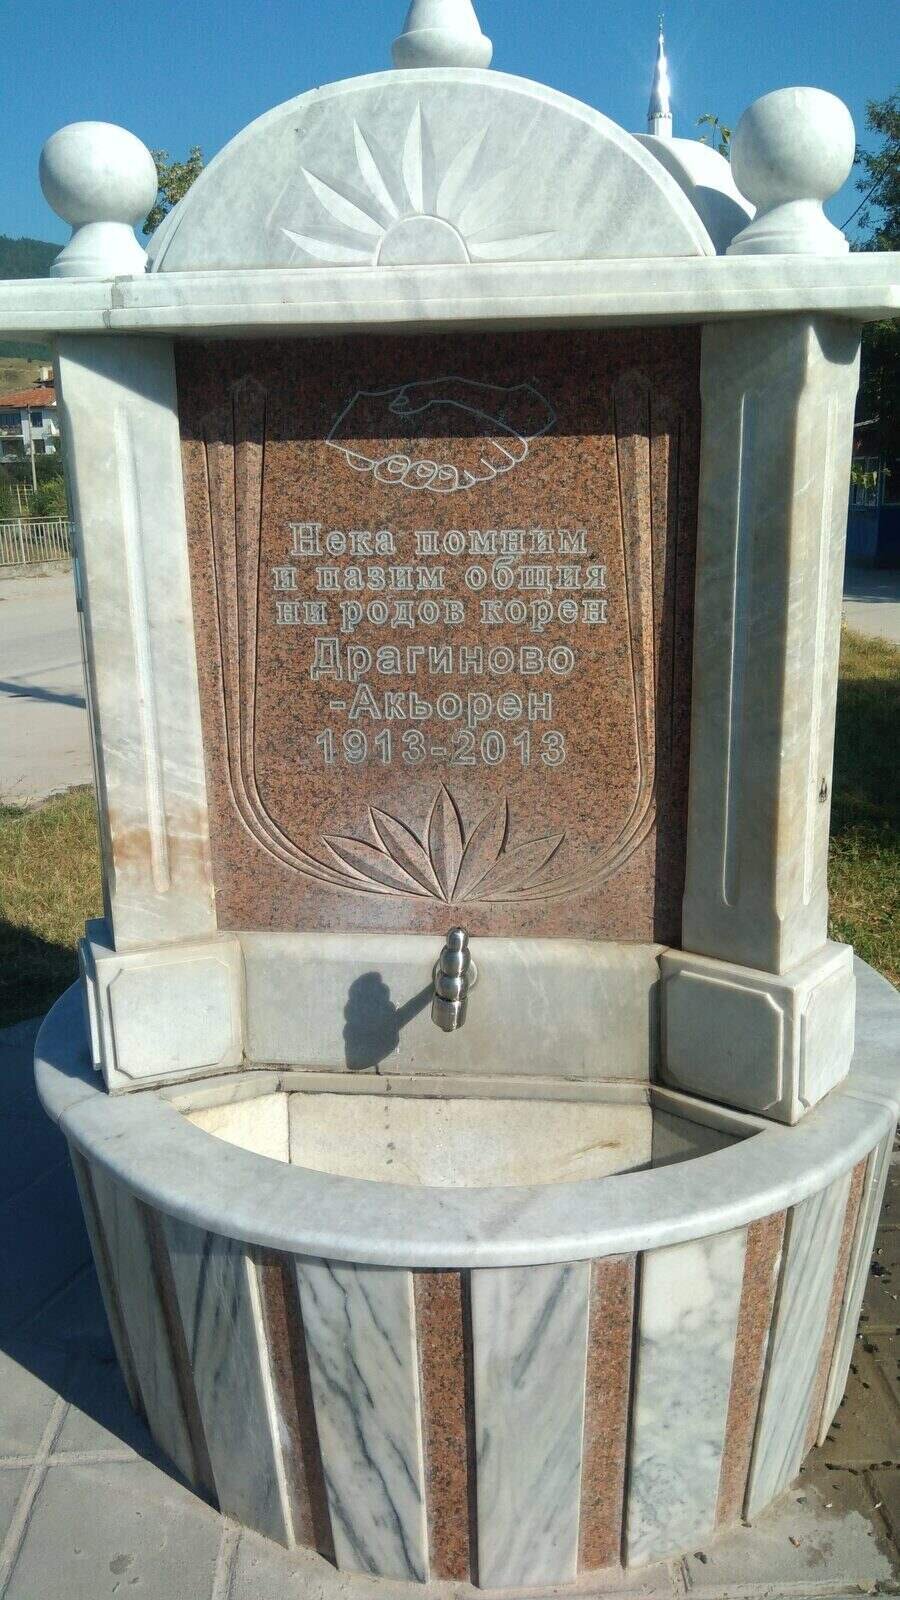 Нека помним
и пазим общия
ни родов корен
Драгиново
-Акьорен
1913-2013